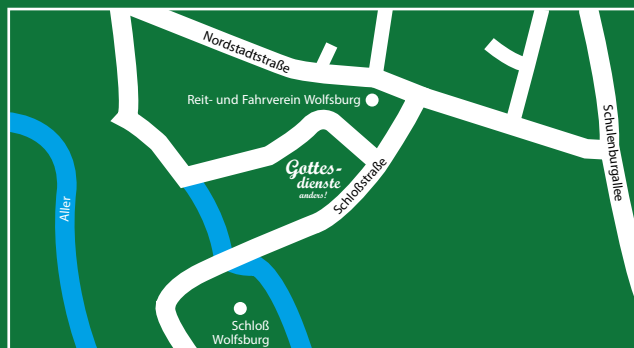 Nordstadtstraße
Reit- und Fahrverein Wolfsburg
Schulenburgallee
Gottes-
dienste
anders!
Schloßstraße
Aller
Schloß
Wolfsburg